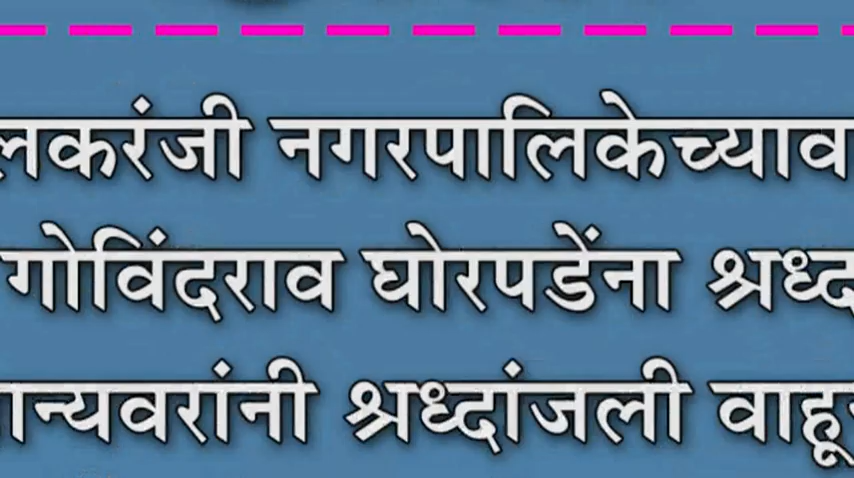 लकरंजी नगरपालिकेच्याव
गोविंदराव घोरपडेंना श्रध्द
ान्यवरांनी श्रध्दांजली वाहू